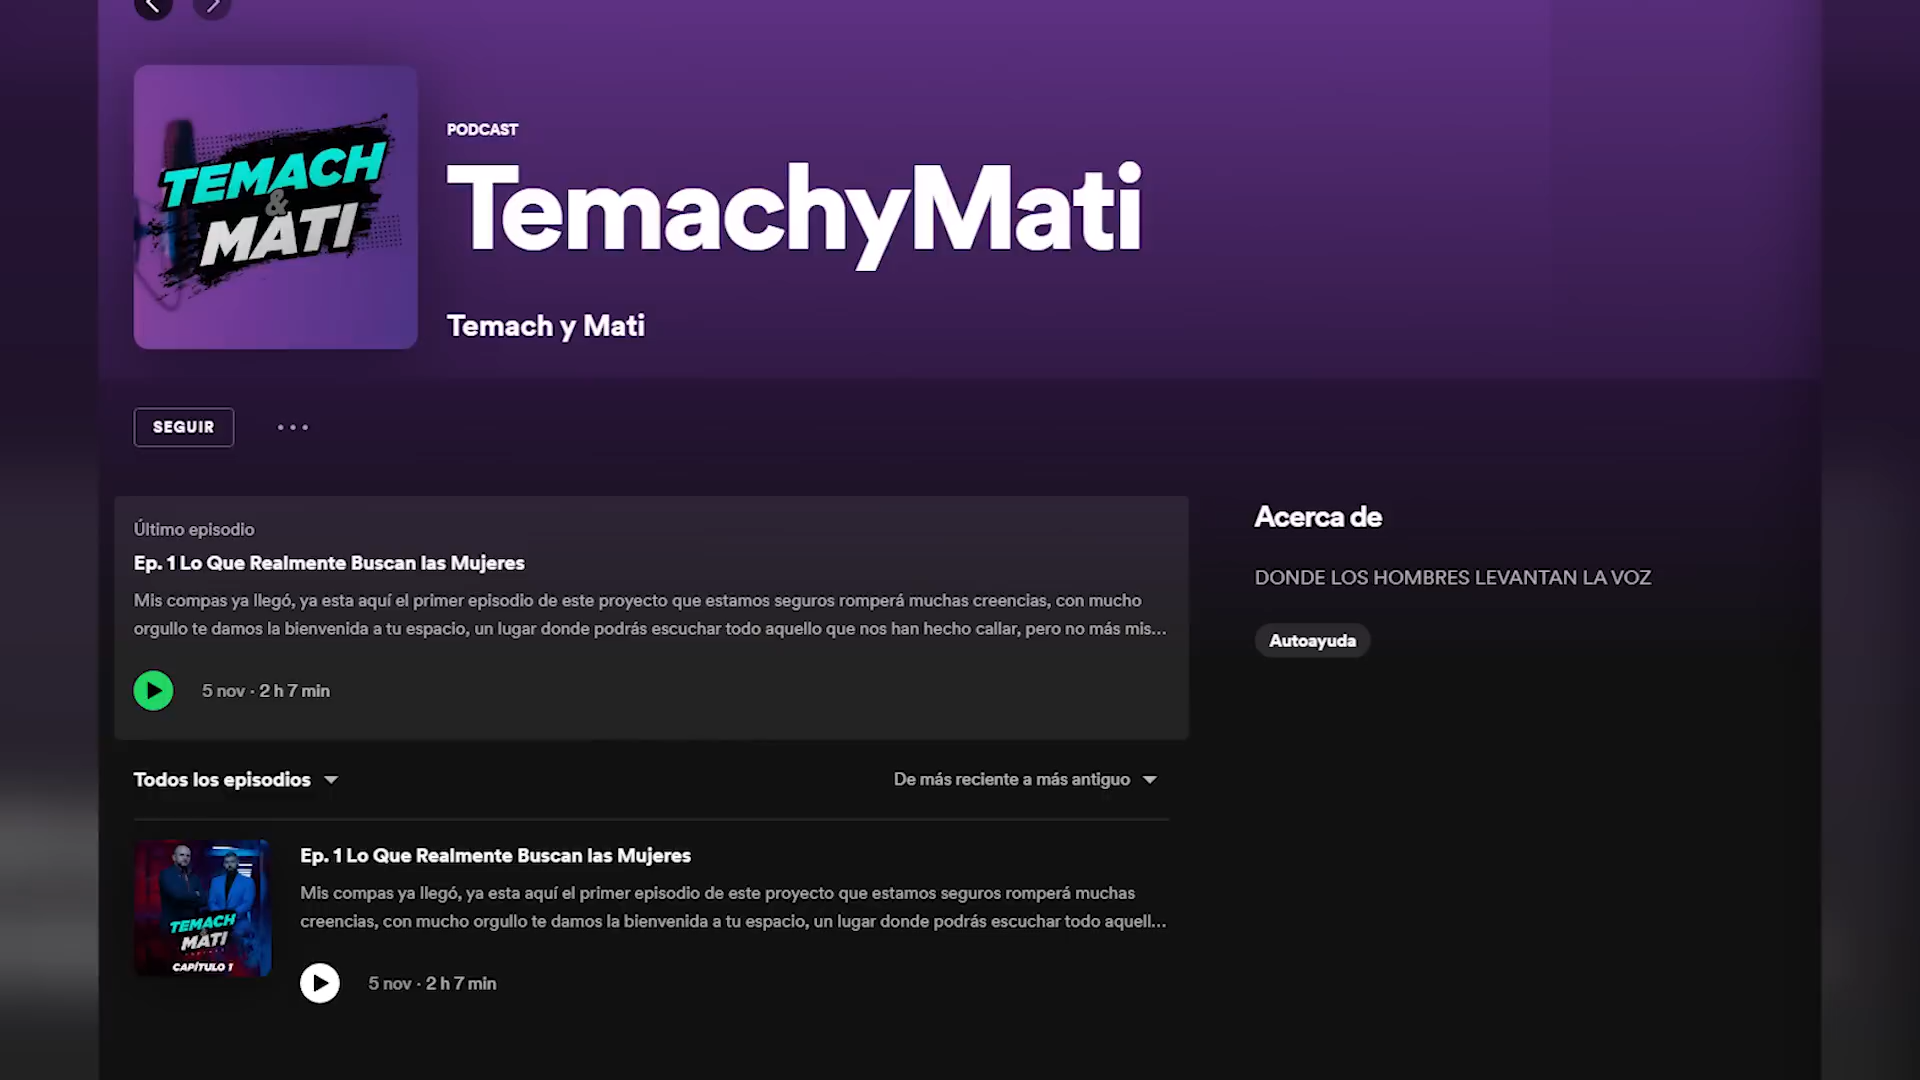 TEMACH
&
MATI
PODCAST
TemachyMati
Temach y Mati
SEGUIR
Último episodio
Ep. 1 Lo Que Realmente Buscan las Mujeres
Mis compas ya llegó, ya esta aquí el primer episodio de este proyecto que estamos seguros romperá muchas creencias, con mucho
orgullo te damos la bienvenida a tu espacio, un lugar donde podrás escuchar todo aquello que nos han hecho callar, pero no más mis...
5 nov · 2 h 7 min
Acerca de
DONDE LOS HOMBRES LEVANTAN LA VOZ
Autoayuda
Todos los episodios
De más reciente a más antiguo
TEMACH
MATI
CAPÍTULO 1
Ep. 1 Lo Que Realmente Buscan las Mujeres
Mis compas ya llegó, ya esta aquí el primer episodio de este proyecto que estamos seguros romperá muchas
creencias, con mucho orgullo te damos la bienvenida a tu espacio, un lugar donde podrás escuchar todo aquell...
5 nov · 2 h 7 min